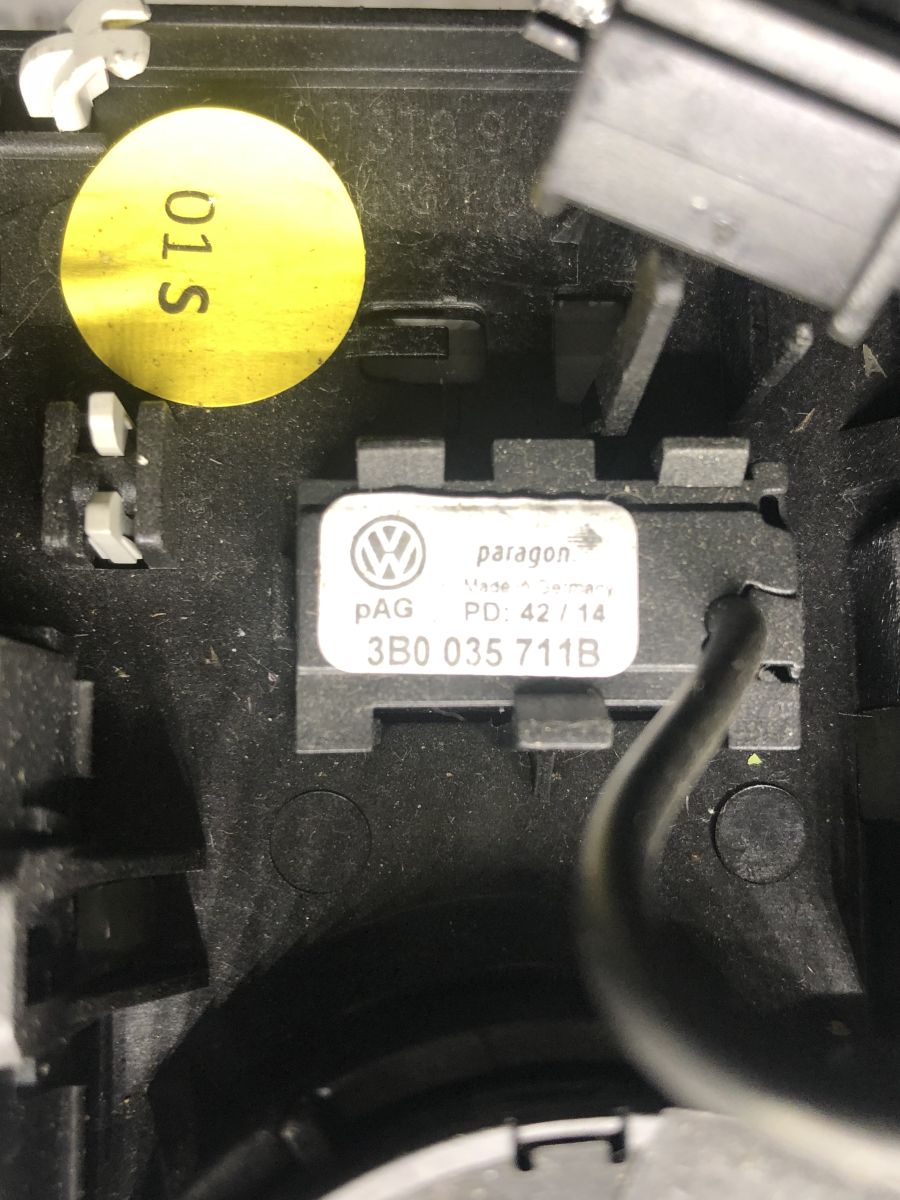 01S
paragon
Made in Germany
pAG PD: 42 / 14
3B0 035 711B